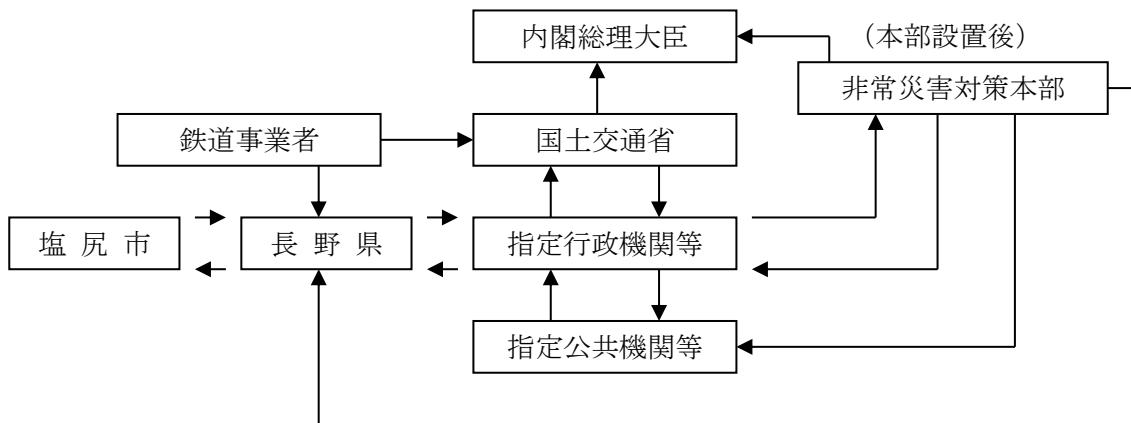 内閣総理大臣
（本部設置後）
非常災害対策本部
鉄道事業者
国土交通省
塩 尻 市
長 野 県
指定行政機関等
指定公共機関等